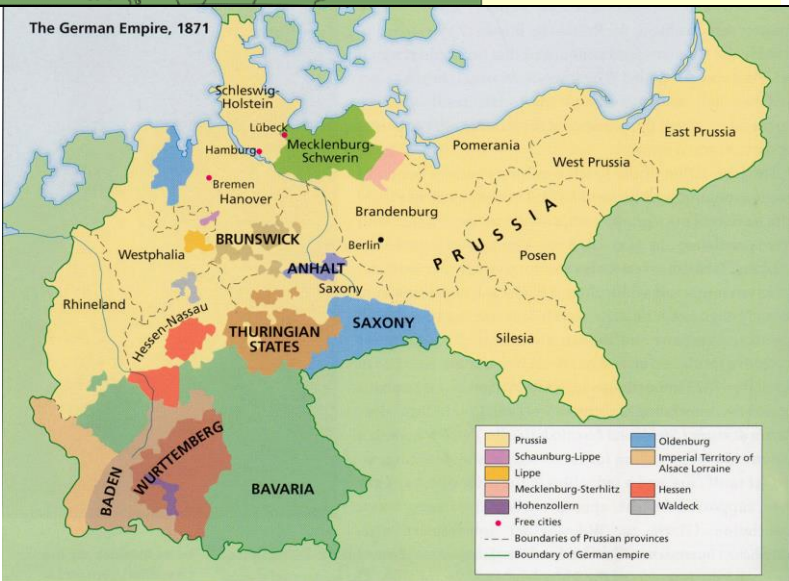 The German Empire, 1871
Schleswig-
Holstein
Lübeck
Hamburg
Mecklenburg-
Schwerin
Pomerania
East Prussia
West Prussia
Bremen
Hanover
Brandenburg
PRUSSIA
Berlin
Posen
Westphalia
BRUNSWICK
ANHALT
Saxony
Rhineland
Hessen-Nassau
THURINGIAN
STATES
SAXONY
Silesia
BADEN
WURTTEMBERG
BAVARIA
Prussia
Schaunburg-Lippe
Lippe
Mecklenburg-Sterhlitz
Hohenzollern
Free cities
Boundaries of Prussian provinces
Boundary of German empire
Oldenburg
Imperial Territory of
Alsace Lorraine
Hessen
Waldeck